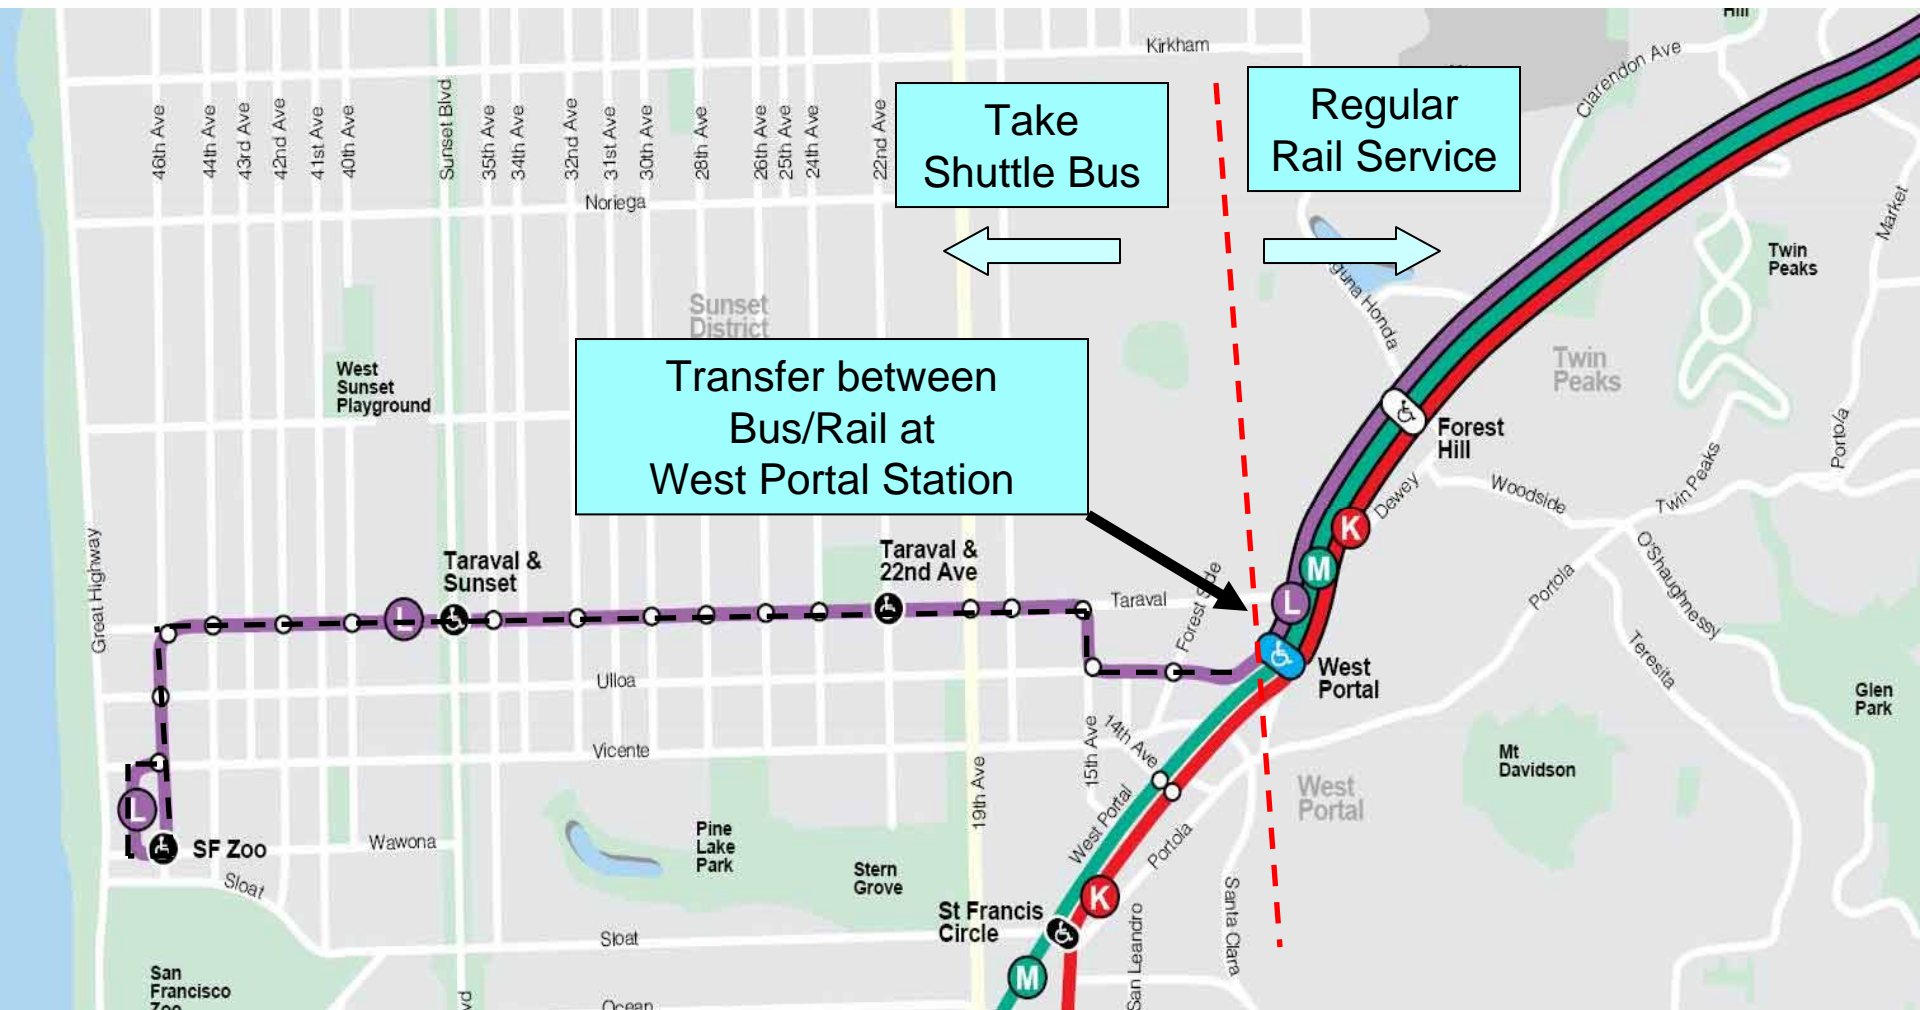 Hill
Kirkham
Clarendon Ave
Take
Shuttle Bus
Regular
Rail Service
46th Ave
44th Ave
43rd Ave
42nd Ave
41st Ave
40th Ave
Sunset Blvd
35th Ave
34th Ave
32nd Ave
31st Ave
30th Ave
28th Ave
26th Ave
25th Ave
24th Ave
22nd Ave
Noriega
Market
Twin
Peaks
Sunset
District
Honda
West
Sunset
Playground
Transfer between
Bus/Rail at
West Portal Station
Twin
Peaks
Forest
Hill
Portola
Twin Peaks
Woodside
Dewey
K
M
L
Great Highway
Taraval &
Sunset
Taraval &
22nd Ave
L
Taraval
Forest Side
Portola
O'Shaughnessy
Teresita
West
Portal
Ulloa
Glen
Park
Vicente
15th Ave
14th Ave
19th Ave
West Portal
Portola
Mt
Davidson
West
Portal
L
SF Zoo
Wawona
Sloat
Pine
Lake
Park
Stern
Grove
K
St Francis
Circle
Santa Clara
San Leandro
Sloat
M
San
Francisco
Zoo
vd
Ocean